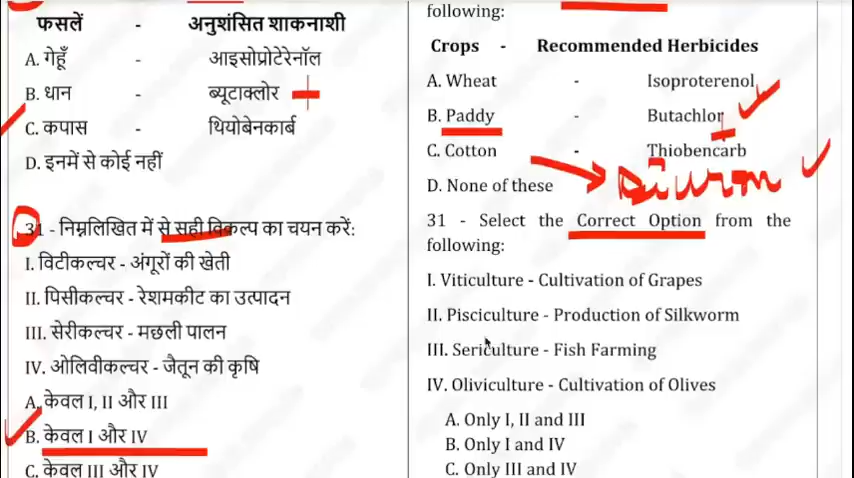 फसलें - अनुशंसित शाकनाशी
A. गेहूँ - आइसोप्रोटेरेनॉल
B. धान - ब्यूटाक्लोर
C. कपास - थियोबेनकार्ब
D. इनमें से कोई नहीं
31 - निम्नलिखित में से सही विकल्प का चयन करें:
I. विटीकल्चर - अंगूरों की खेती
II. पिसीकल्चर - रेशमकीट का उत्पादन
III. सेरीकल्चर - मछली पालन
IV. ओलिवीकल्चर - जैतून की कृषि
A. केवल I, II और III
B. केवल I और IV
C. केवल III और IV
following:
Crops - Recommended Herbicides
A. Wheat - Isoproterenol
B. Paddy - Butachlor
C. Cotton - Thiobencarb
D. None of these
Diuron
31 - Select the Correct Option from the
following:
I. Viticulture - Cultivation of Grapes
II. Pisciculture - Production of Silkworm
III. Sericulture - Fish Farming
IV. Oliviculture - Cultivation of Olives
A. Only I, II and III
B. Only I and IV
C. Only III and IV